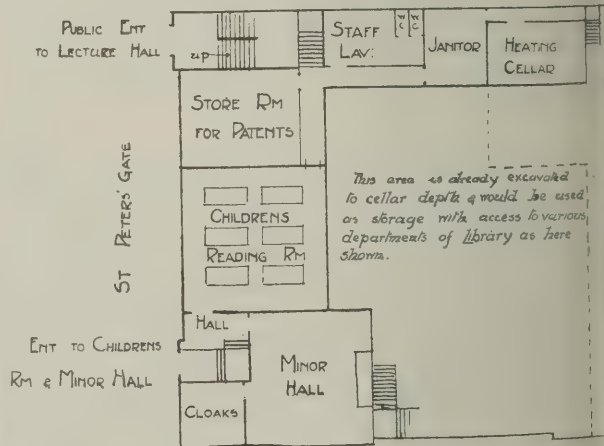 PUBLIC ENT
TO LECTURE HALL
up
STAFF
LAV:
W C
W C
JANITOR
HEATING
CELLAR
STORE RM
FOR PATENTS
ST PETERS' GATE
This area is already excavated
to cellar depth & would be used
as storage with access to various
departments of Library as here
shown.
CHILDRENS
READING RM
HALL
ENT TO CHILDRENS
RM & MINOR HALL
MINOR
HALL
CLOAKS